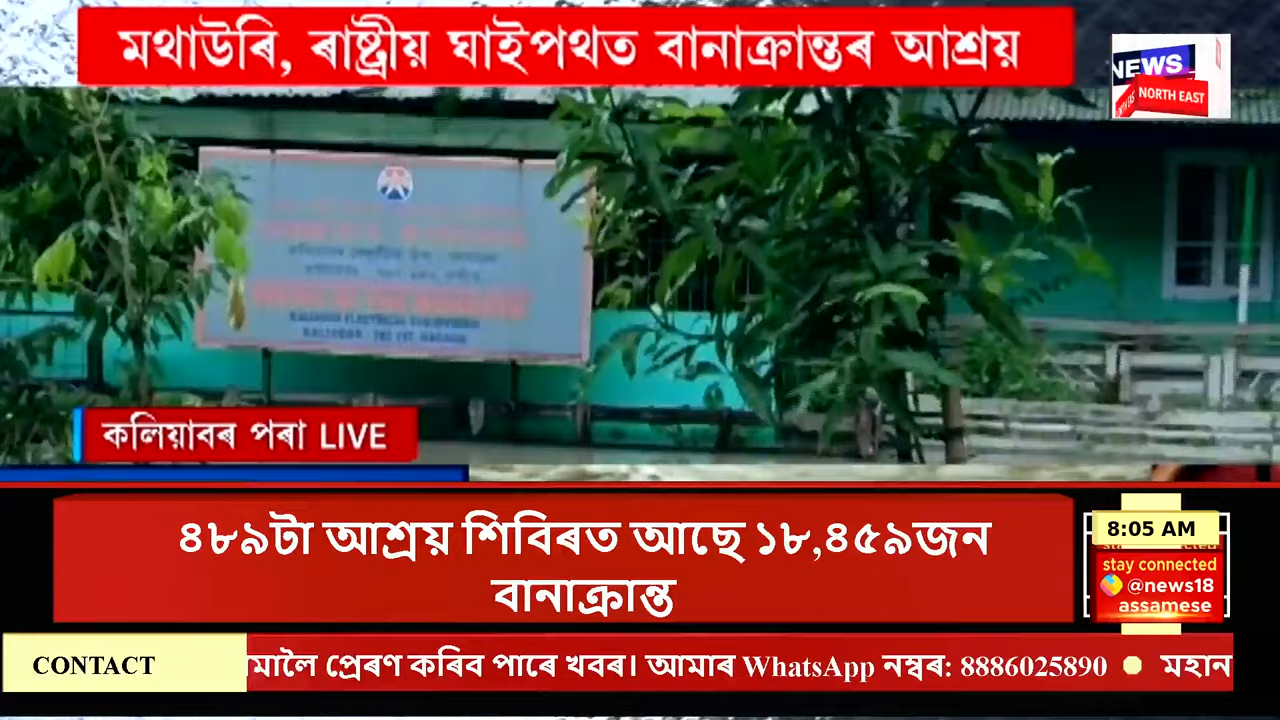 মথাউৰি, ৰাষ্ট্ৰীয় ঘাইপথত বানাক্ৰান্তৰ আশ্ৰয়
NEWS
NORTH EAST
কলিয়াবৰ পৰা LIVE
৪৮৯টা আশ্ৰয় শিবিৰত আছে ১৮,৪৫৯জন
বানাক্ৰান্ত
8:05 AM
stay connected
@news18
assamese
CONTACT
মালৈ প্ৰেৰণ কৰিব পাৰে খবৰ। আমাৰ WhatsApp নম্বৰ: 8886025890 মহান